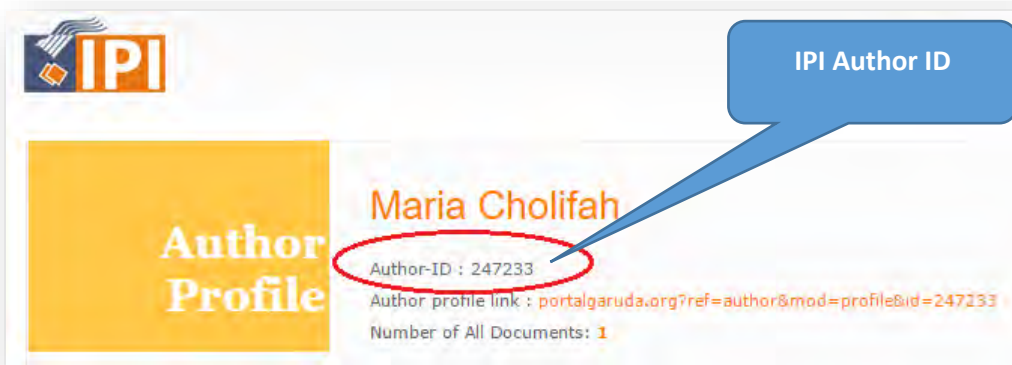 IPI
IPI Author ID
Maria Cholifah
Author
Profile
Author-ID : 247233
Author profile link : portalgaruda.org?ref=author&mod=profile&id=247233
Number of All Documents: 1